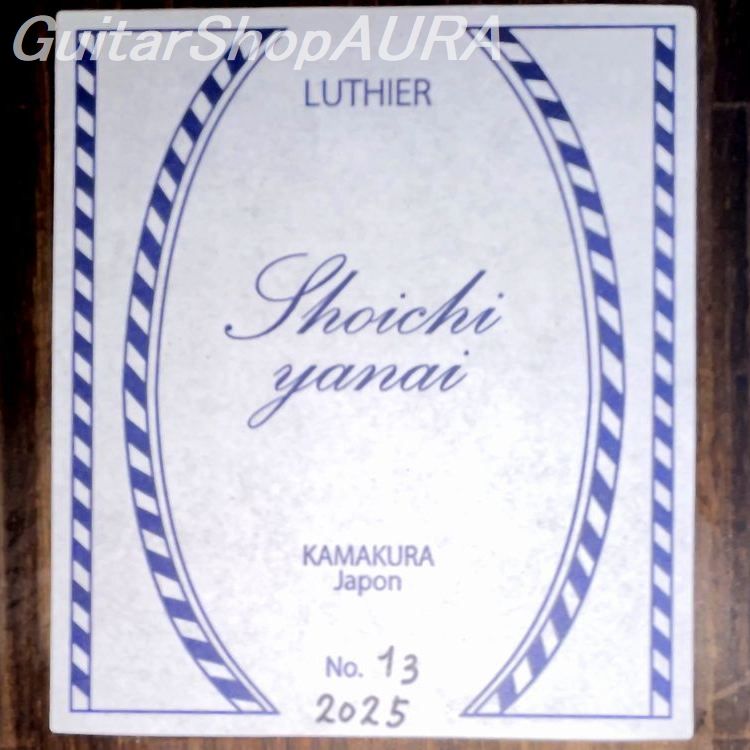 GuitarShopAURA
LUTHIER
Shoichi
yanai
KAMAKURA
Japon
No. 13
2025